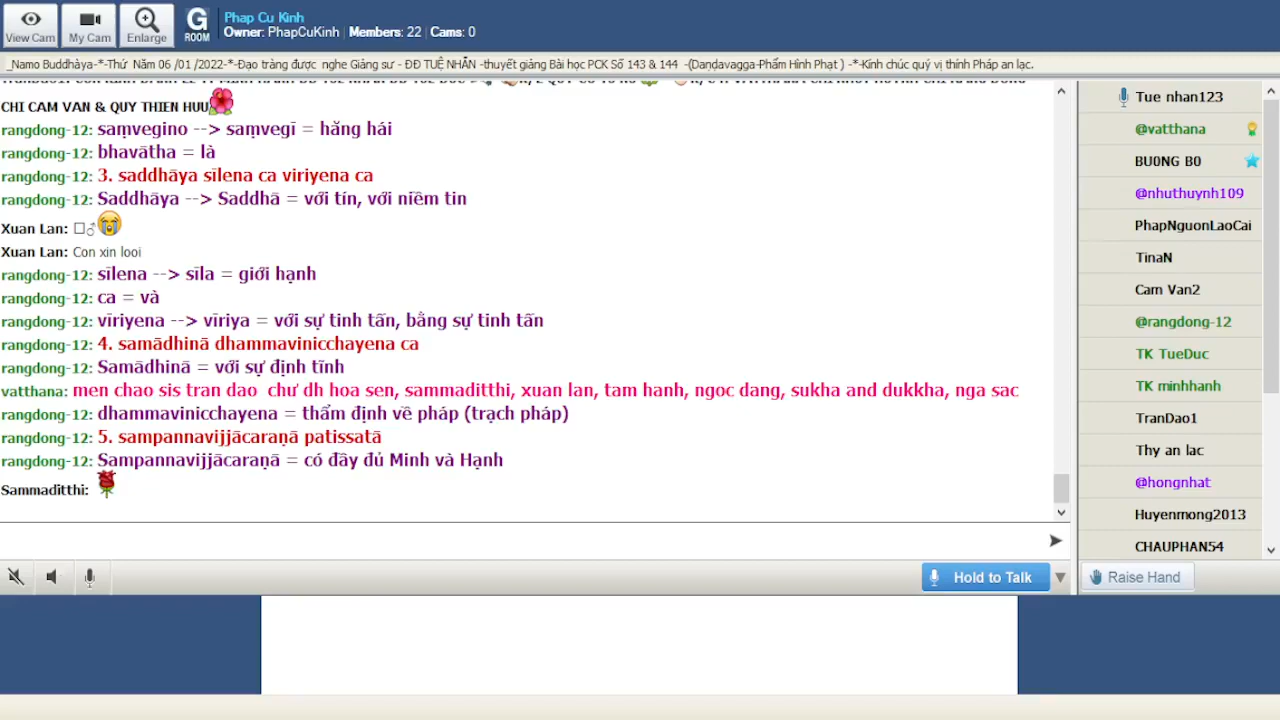 View Cam
My Cam
Enlarge
G
ROOM
Phap Cu Kinh
Owner: PhapCuKinh | Members: 22 | Cams: 0
_Namo Buddhàya-*-Thứ Năm 06 /01 /2022-*-Đạo tràng được nghe Giảng sư - ĐĐ TUỆ NHẪN -thuyết giảng Bài học PCK Số 143 & 144 -(Daṇḍavagga-Phẩm Hình Phạt ) -*-Kính chúc quý vị thính Pháp an lạc.
CHI CAM VAN & QUY THIEN HUU
rangdong-12: saṃvegino --> saṃvegī = hăng hái
rangdong-12: bhavātha = là
rangdong-12: 3. saddhāya sīlena ca viriyena ca
rangdong-12: Saddhāya --> Saddhā = với tín, với niềm tin
Xuan Lan: □♂
Xuan Lan: Con xin looi
rangdong-12: sīlena --> sīla = giới hạnh
rangdong-12: ca = và
rangdong-12: vīriyena --> vīriya = với sự tinh tấn, bằng sự tinh tấn
rangdong-12: 4. samādhinā dhammavinicchayena ca
rangdong-12: Samādhinā = với sự định tĩnh
vatthana: men chao sis tran dao chư đh hoa sen, sammaditthi, xuan lan, tam hanh, ngoc dang, sukha and dukkha, nga sac
rangdong-12: dhammavinicchayena = thẩm định về pháp (trạch pháp)
rangdong-12: 5. sampannavijjācaraṇā patissatā
rangdong-12: Sampannavijjācaraṇā = có đầy đủ Minh và Hạnh
Sammaditthi:
Tue nhan123
@vatthana
BU0NG B0
@nhuthuynh109
PhapNguonLaoCai
TinaN
Cam Van2
@rangdong-12
TK TueDuc
TK minhhanh
TranDao1
Thy an lac
@hongnhat
Huyenmong2013
CHAUPHAN54
Hold to Talk
Raise Hand